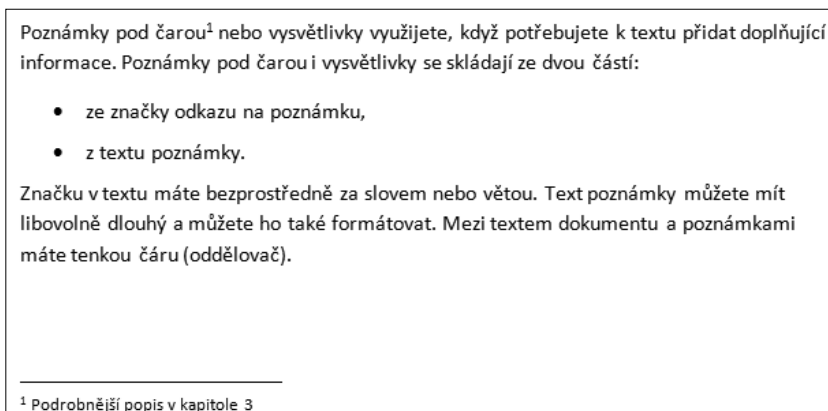 Poznámky pod čarou¹ nebo vysvětlivky využijete, když potřebujete k textu přidat doplňující
informace. Poznámky pod čarou i vysvětlivky se skládají ze dvou částí:
• ze značky odkazu na poznámku,
• z textu poznámky.
Značku v textu máte bezprostředně za slovem nebo větou. Text poznámky můžete mít
libovolně dlouhý a můžete ho také formátovat. Mezi textem dokumentu a poznámkami
máte tenkou čáru (oddělovač).
¹ Podrobnější popis v kapitole 3